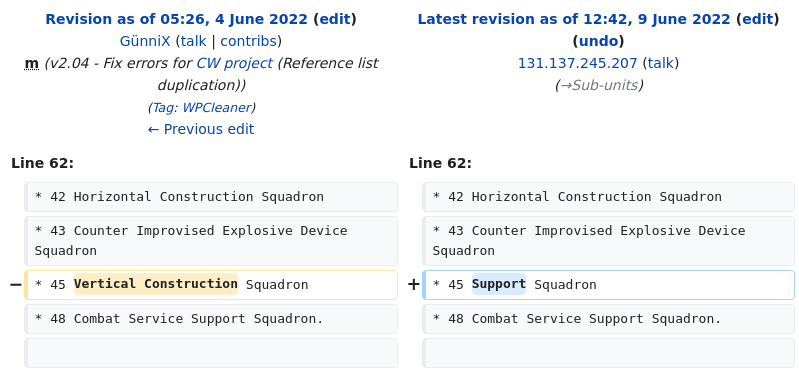 Revision as of 05:26, 4 June 2022 (edit)
GünniX (talk | contribs)
m (v2.04 - Fix errors for CW project (Reference list
duplication))
(Tag: WPCleaner)
← Previous edit
Latest revision as of 12:42, 9 June 2022 (edit)
(undo)
131.137.245.207 (talk)
(→Sub-units)
Line 62:
* 42 Horizontal Construction Squadron
* 43 Counter Improvised Explosive Device
Squadron
− * 45 Vertical Construction Squadron
* 48 Combat Service Support Squadron.
Line 62:
* 42 Horizontal Construction Squadron
* 43 Counter Improvised Explosive Device
Squadron
+ * 45 Support Squadron
* 48 Combat Service Support Squadron.